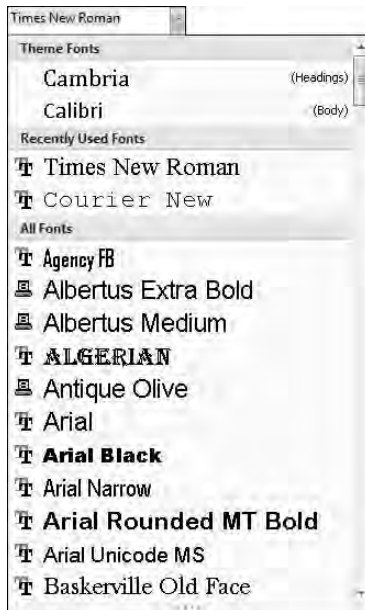 Times New Roman
Theme Fonts
Cambria (Headings)
Calibri (Body)
Recently Used Fonts
Times New Roman
Courier New
All Fonts
Agency FB
Albertus Extra Bold
Albertus Medium
ALGERIAN
Antique Olive
Arial
Arial Black
Arial Narrow
Arial Rounded MT Bold
Arial Unicode MS
Baskerville Old Face